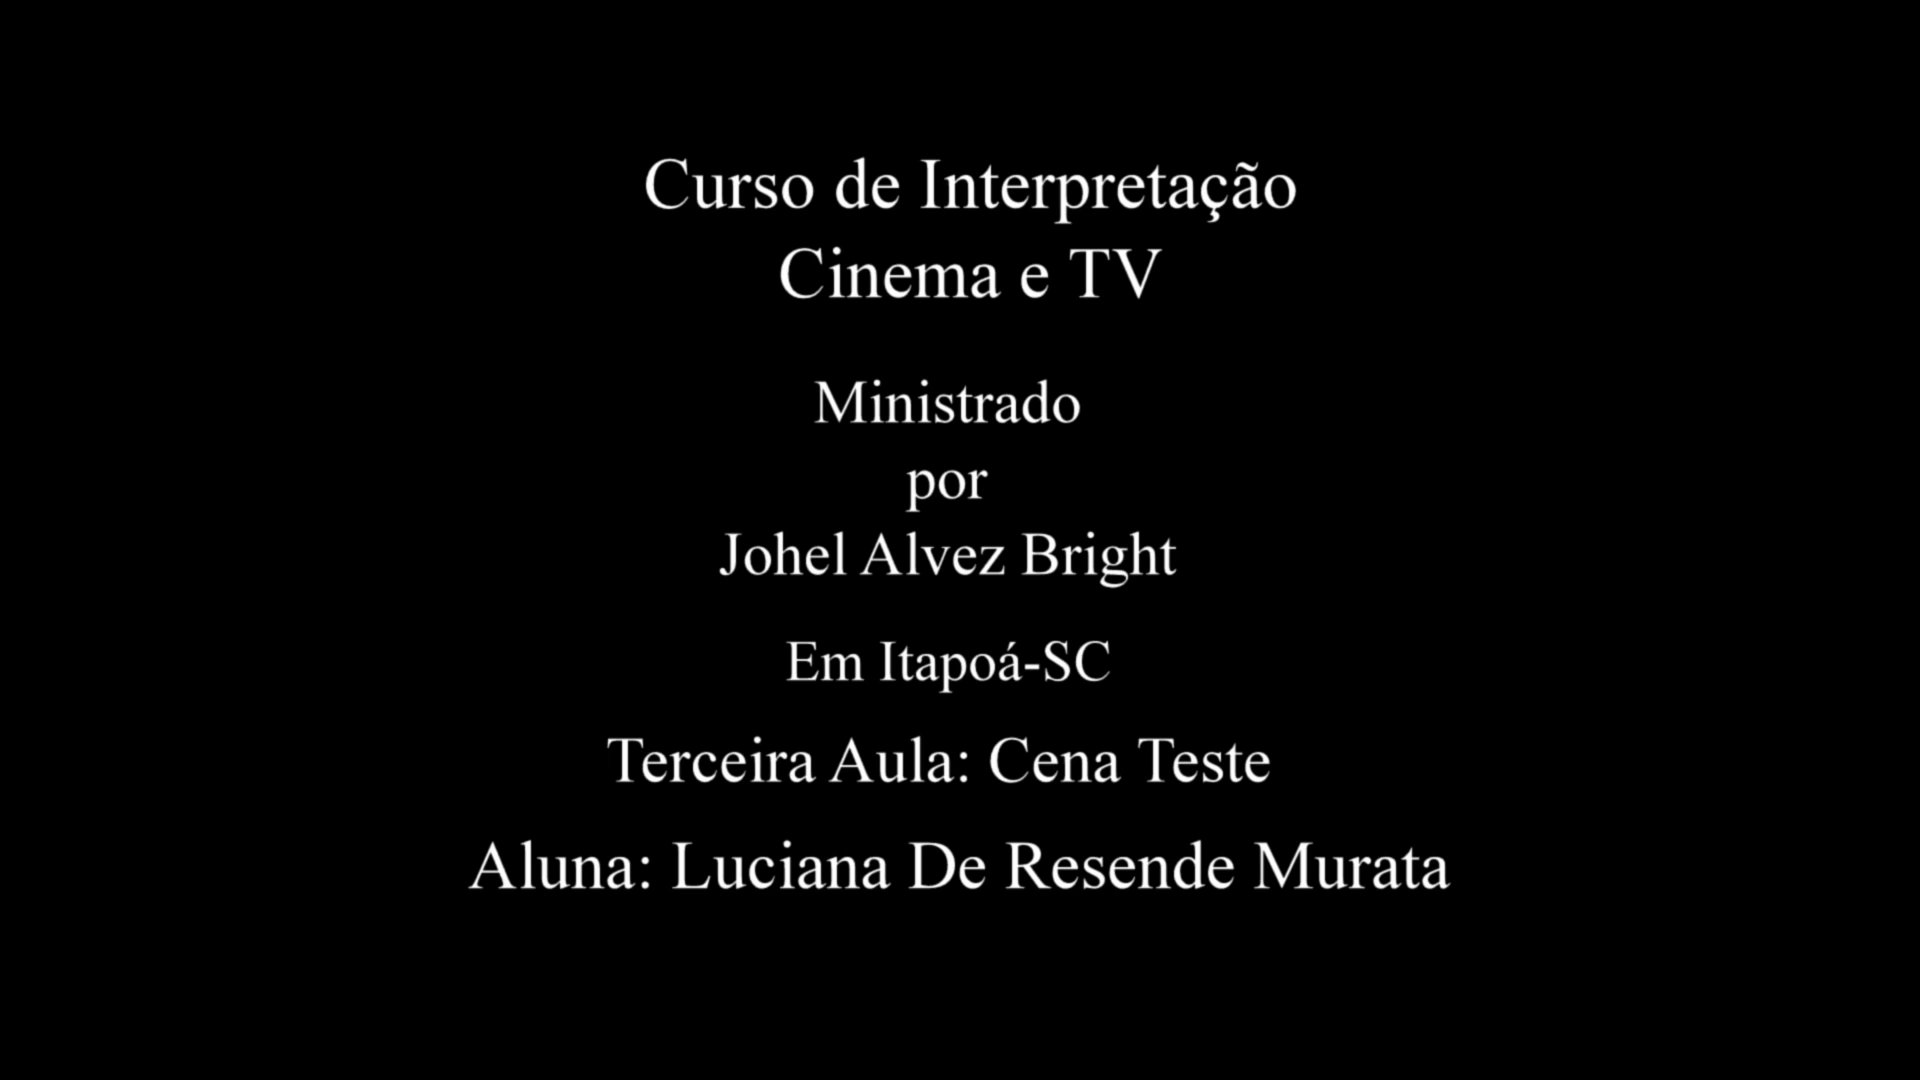 Curso de Interpretação
Cinema e TV
Ministrado
por
Johel Alvez Bright
Em Itapoá-SC
Terceira Aula: Cena Teste
Aluna: Luciana De Resende Murata